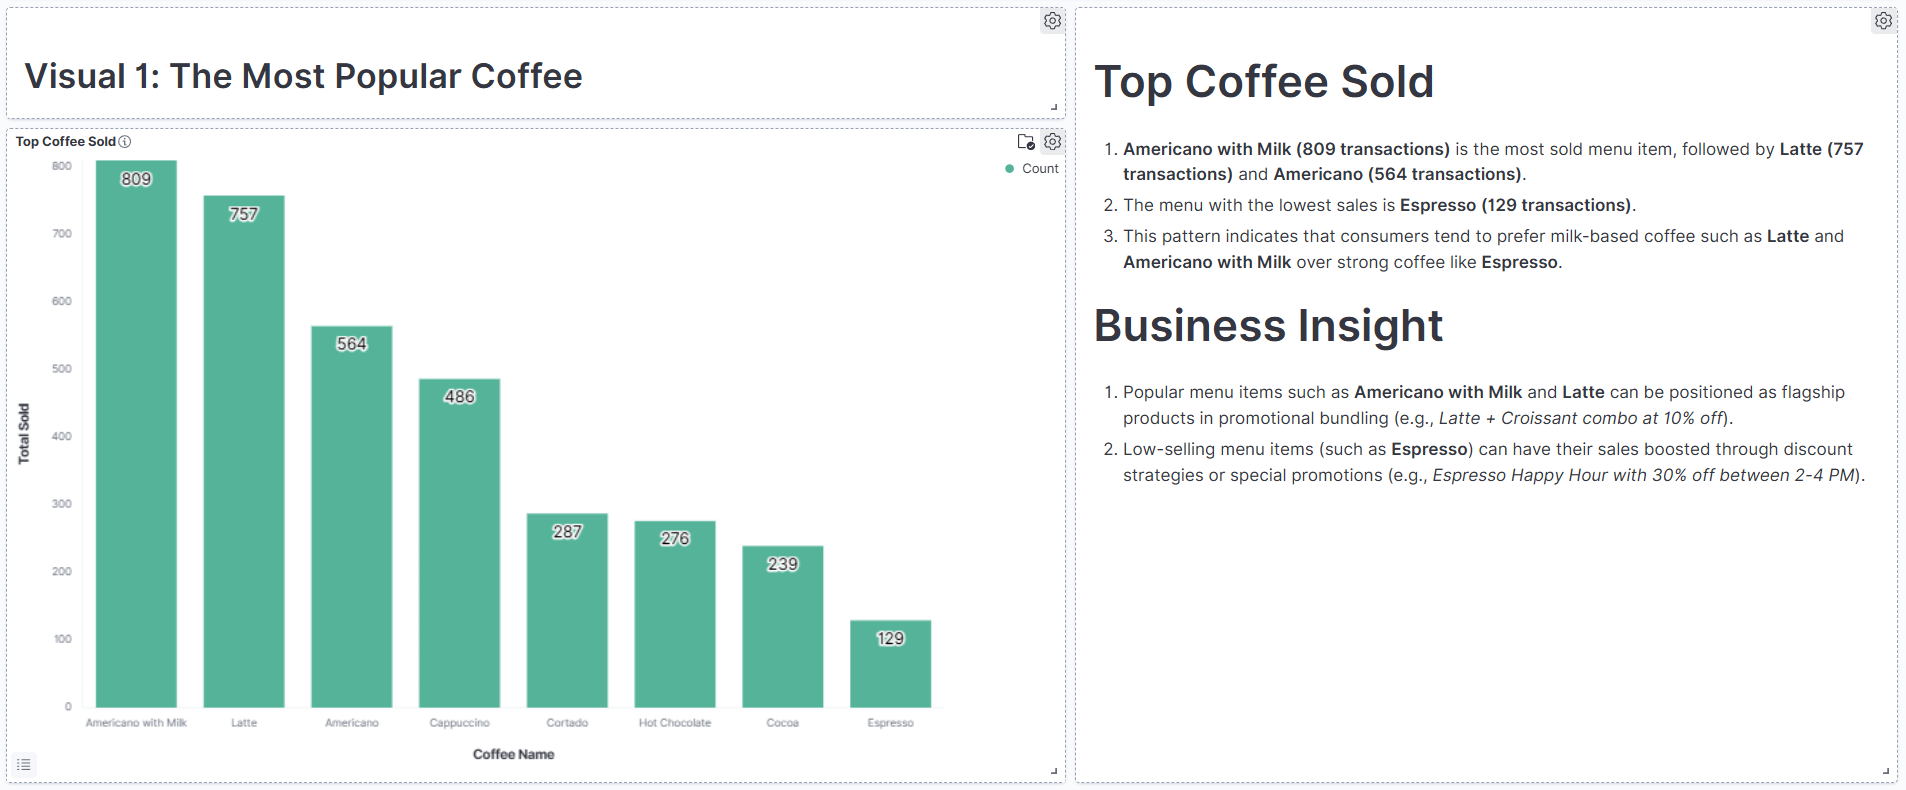 Visual 1: The Most Popular Coffee
Top Coffee Sold
Count
800
700
600
500
400
300
200
100
0
Total Sold
809
757
564
486
287
276
239
129
Americano with Milk
Latte
Americano
Cappuccino
Cortado
Hot Chocolate
Cocoa
Espresso
Coffee Name
Top Coffee Sold
1. Americano with Milk (809 transactions) is the most sold menu item, followed by Latte (757
transactions) and Americano (564 transactions).
2. The menu with the lowest sales is Espresso (129 transactions).
3. This pattern indicates that consumers tend to prefer milk-based coffee such as Latte and
Americano with Milk over strong coffee like Espresso.
Business Insight
1. Popular menu items such as Americano with Milk and Latte can be positioned as flagship
products in promotional bundling (e.g., Latte + Croissant combo at 10% off).
2. Low-selling menu items (such as Espresso) can have their sales boosted through discount
strategies or special promotions (e.g., Espresso Happy Hour with 30% off between 2-4 PM).